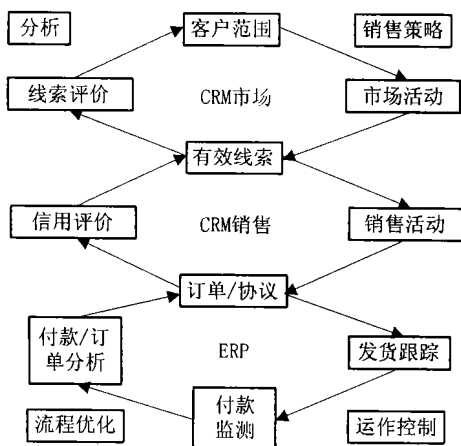 分析
客户范围
销售策略
线索评价
CRM市场
市场活动
有效线索
信用评价
CRM销售
销售活动
订单/协议
付款/订
单分析
ERP
发货跟踪
付款
监测
流程优化
运作控制